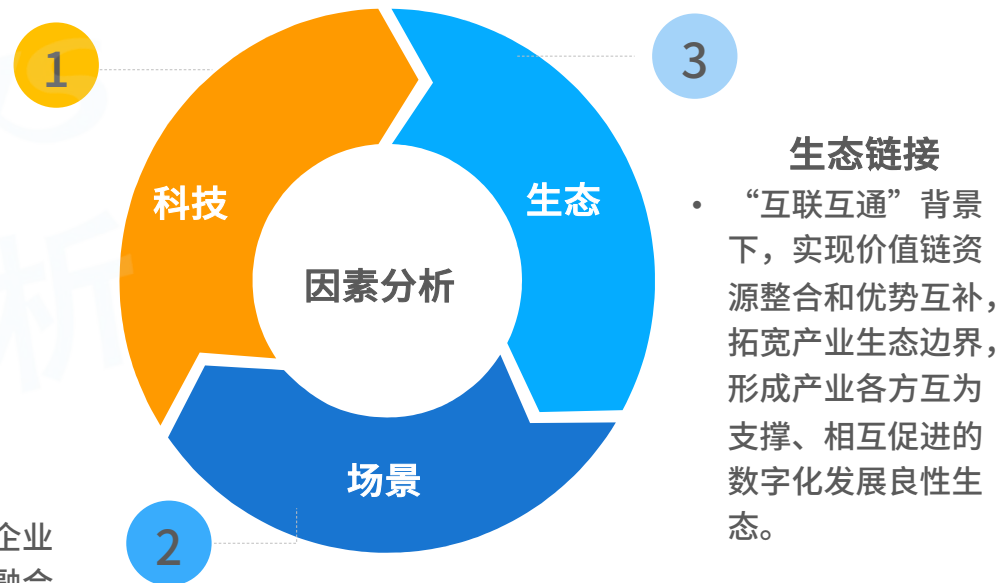 1
3
生态链接
科技
生态
• “互联互通”背景
下，实现价值链资
源整合和优势互补，
拓宽产业生态边界，
形成产业各方互为
支撑、相互促进的
数字化发展良性生
态。
因素分析
场景
2
企业
融合
析